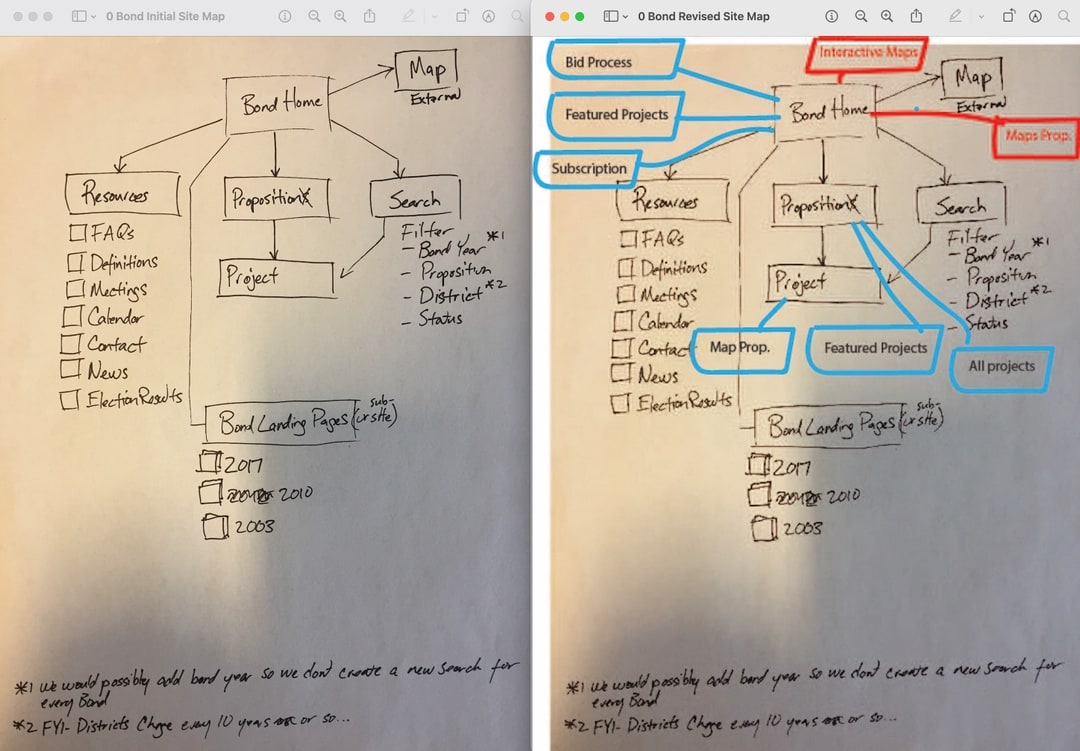 0 Bond Initial Site Map
Map
External
Bond Home
Resources
Proposition
Search
FAQs
Definitions
Meetings
Calendar
Contact
News
Election Results
Project
Filter
- Bond Year *1
- Proposition
- District *2
- Status
Bond Landing Pages (sub-
ur site)
2017
2010
2003
*1 We would possibly add bond year so we don't create a new search for
every Bond
*2 FYI- Districts Change every 10 years or so...
0 Bond Revised Site Map
Bid Process
Interactive Maps
Map
External
Bond Home
Featured Projects
Maps Prop.
Subscription
Resources
Proposition
Search
FAQs
Definitions
Meetings
Calendar
Contact
News
Election Results
Project
Filter
- Bond Year *1
- Proposition
- District *2
- Status
Map Prop.
Featured Projects
All projects
Bond Landing Pages (sub-
ur site)
2017
2010
2003
*1 We would possibly add bond year so we don't create a new search for
every Bond
*2 FYI- Districts Change every 10 years or so...